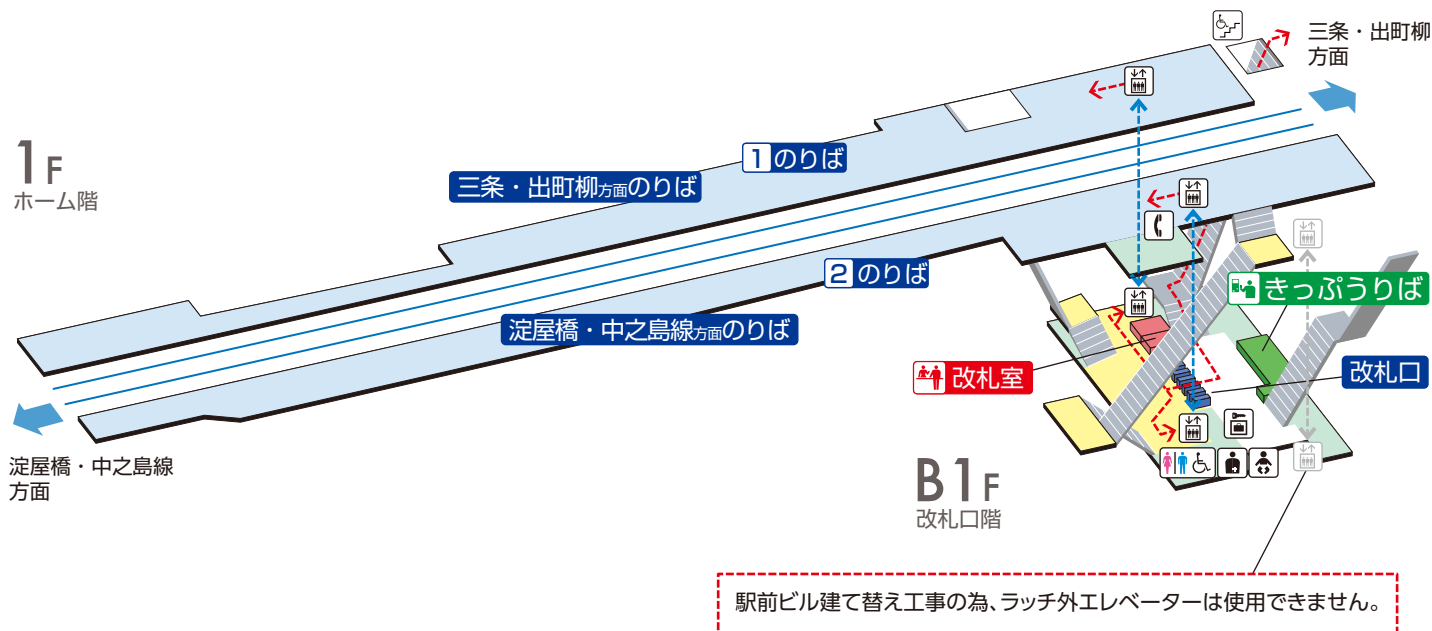 三条・出町柳
方面
1F
ホーム階
1 のりば
三条・出町柳方面のりば
2 のりば
淀屋橋・中之島線方面のりば
きっぷうりば
改札室
改札口
淀屋橋・中之島線
方面
B1F
改札口階
駅前ビル建て替え工事の為、ラッチ外エレベーターは使用できません。